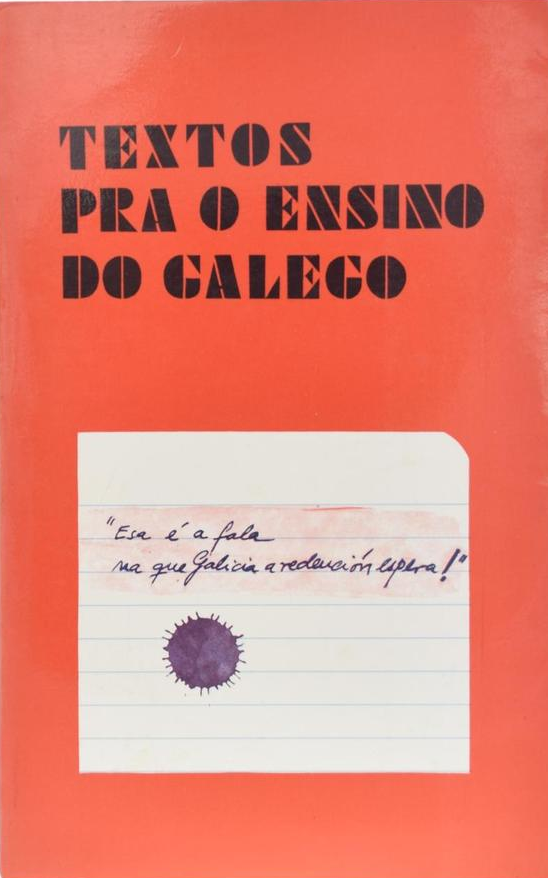 TEXTOS
PRA O ENSINO
DO GALEGO
"Esa é a fala
na que Galicia a redención espera!"